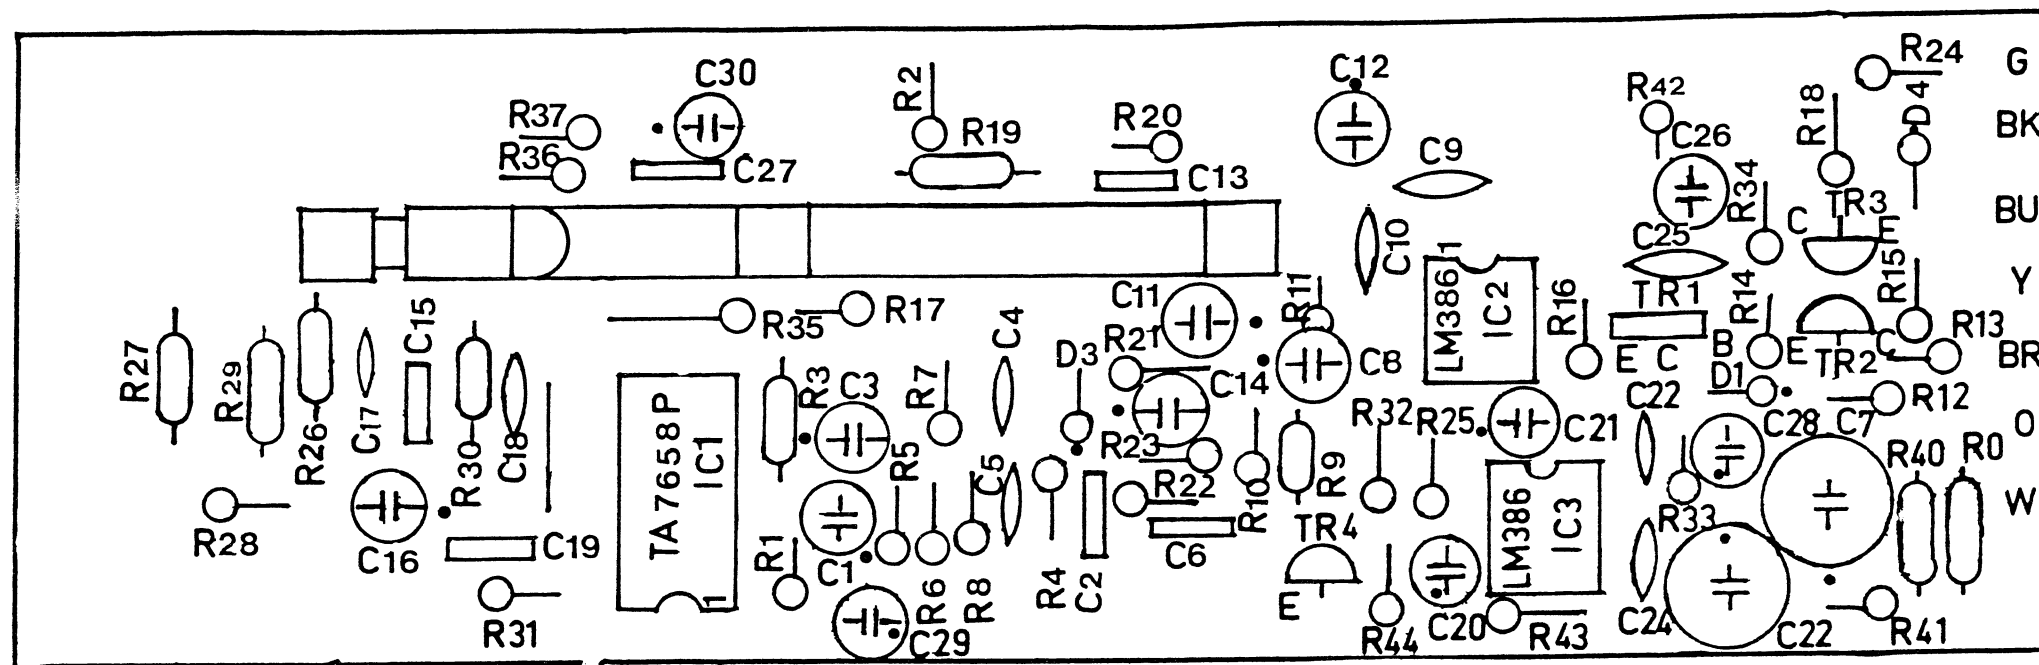 C30
R2
C12
R24
G
R37
R20
R42
R18
D4
BK
R36
R19
C26
C27
C13
C9
R34
TR3
BU
C
E
C10
C25
1
LM386
IC2
R16
TR1
R14
R15
Y
R35
R17
C4
C11
R11
R13
R27
R29
C15
R21
D3
C14
C8
E C B
E
TR2
C
BR
R26
C17
R30
C18
R3
C3
R7
D1
R12
TA7658P
IC1
R32
R25
C21
C22
C28
C7
O
R5
R23
R9
R40
R0
C5
R22
R10
W
R28
C16
C19
R1
C1
R6
R8
R4
C2
C6
TR4
LM386
IC3
R33
1
E
R31
C29
R44
C20
R43
C24
C22
R41